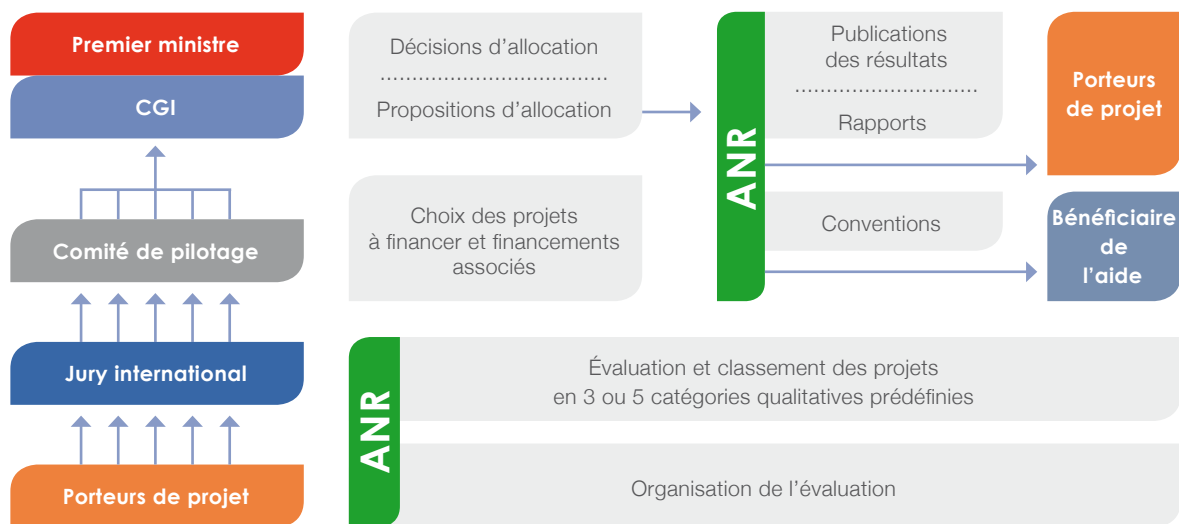 Premier ministre
CGI
Décisions d'allocation
....................................
Propositions d'allocation
ANR
Publications
des résultats
.............................
Rapports
Porteurs
de projet
Comité de pilotage
Choix des projets
à financer et financements
associés
Conventions
Bénéficiaire
de
l'aide
Jury international
ANR
Évaluation et classement des projets
en 3 ou 5 catégories qualitatives prédéfinies
Porteurs de projet
Organisation de l'évaluation